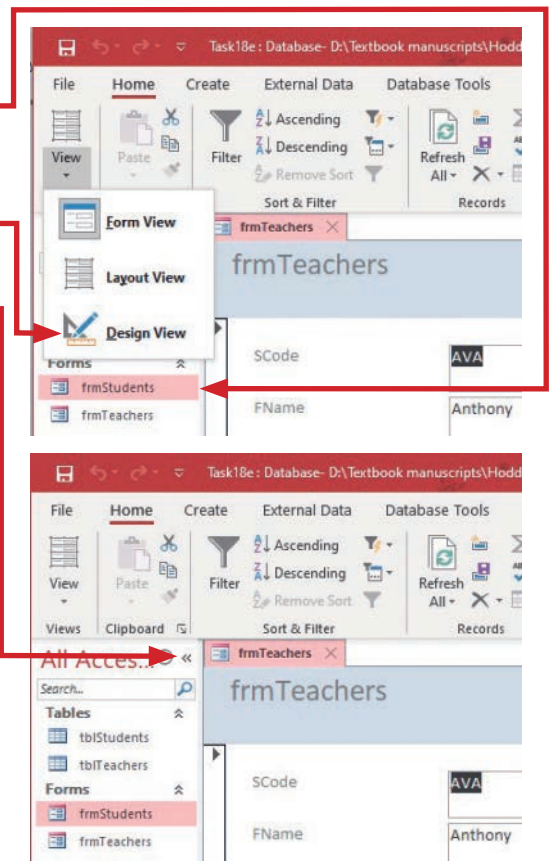 Task18e : Database- D:\Textbook manuscripts\Hodd
File Home Create External Data Database Tools
View Paste Filter Ascending Descending Remove Sort Refresh All
Sort & Filter Records
Form View
Layout View
Design View
frmTeachers
frmTeachers
SCode AVA
FName Anthony
Forms
frmStudents
frmTeachers
Task18e : Database- D:\Textbook manuscripts\Hodd
File Home Create External Data Database Tools
View Paste Filter Ascending Descending Remove Sort Refresh All
Views Clipboard Sort & Filter Records
All Acces...
Search...
Tables
tblStudents
tblTeachers
Forms
frmStudents
frmTeachers
frmTeachers
frmTeachers
SCode AVA
FName Anthony